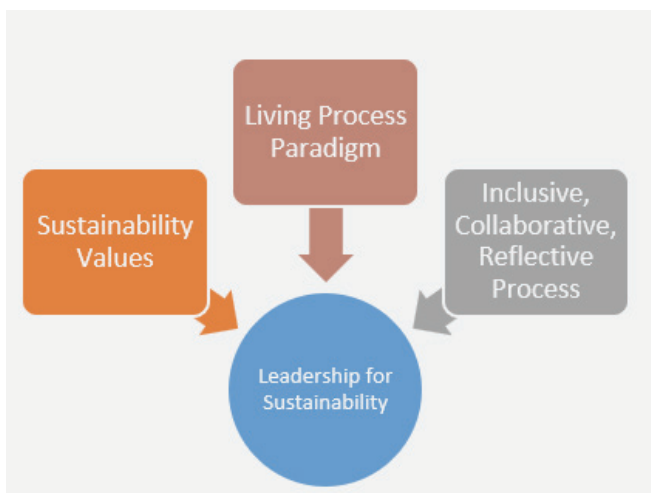 Living Process
Paradigm
Sustainability
Values
Inclusive,
Collaborative,
Reflective
Process
Leadership for
Sustainability